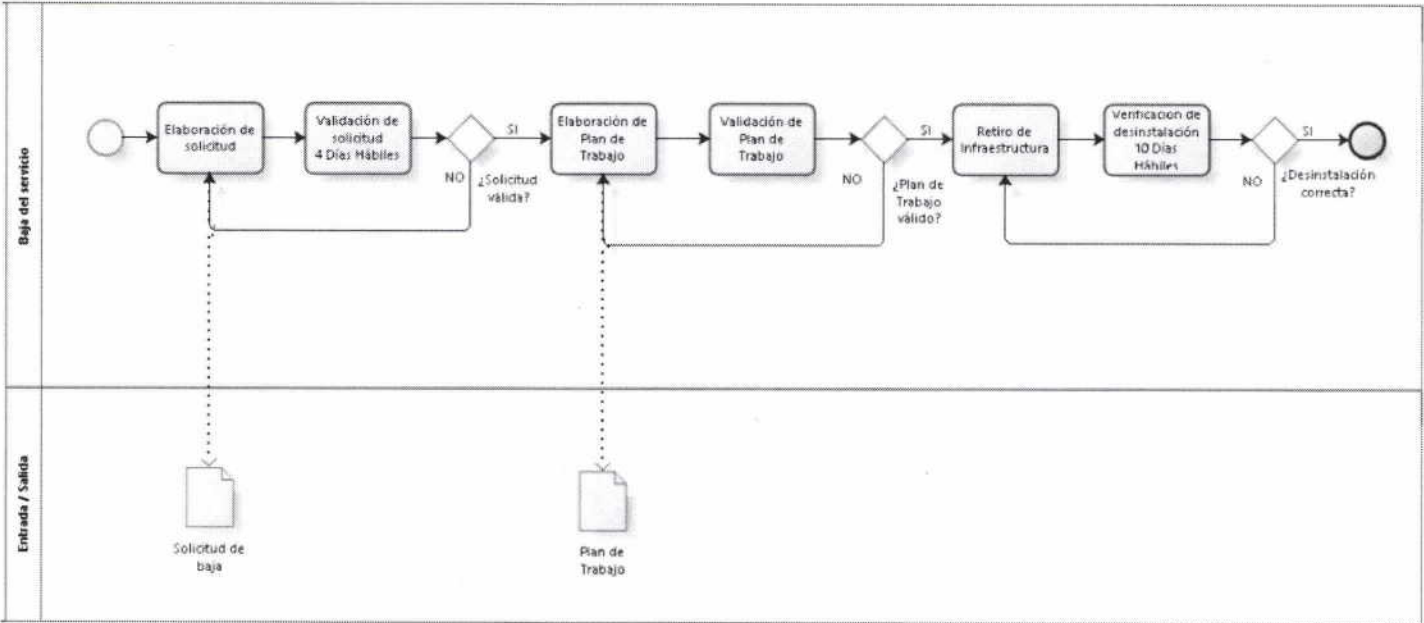 Baja del servicio
Elaboración de
solicitud
Validación de
solicitud
4 Días Hábiles
SI
NO
¿Solicitud
válida?
Elaboración de
Plan de
Trabajo
Validación de
Plan de
Trabajo
SI
NO
¿Plan de
Trabajo
válido?
Retiro de
Infraestructura
Verificación de
desinstalación
10 Días
Hábiles
SI
NO
¿Desinstalación
correcta?
Entrada / Salida
Solicitud de
baja
Plan de
Trabajo